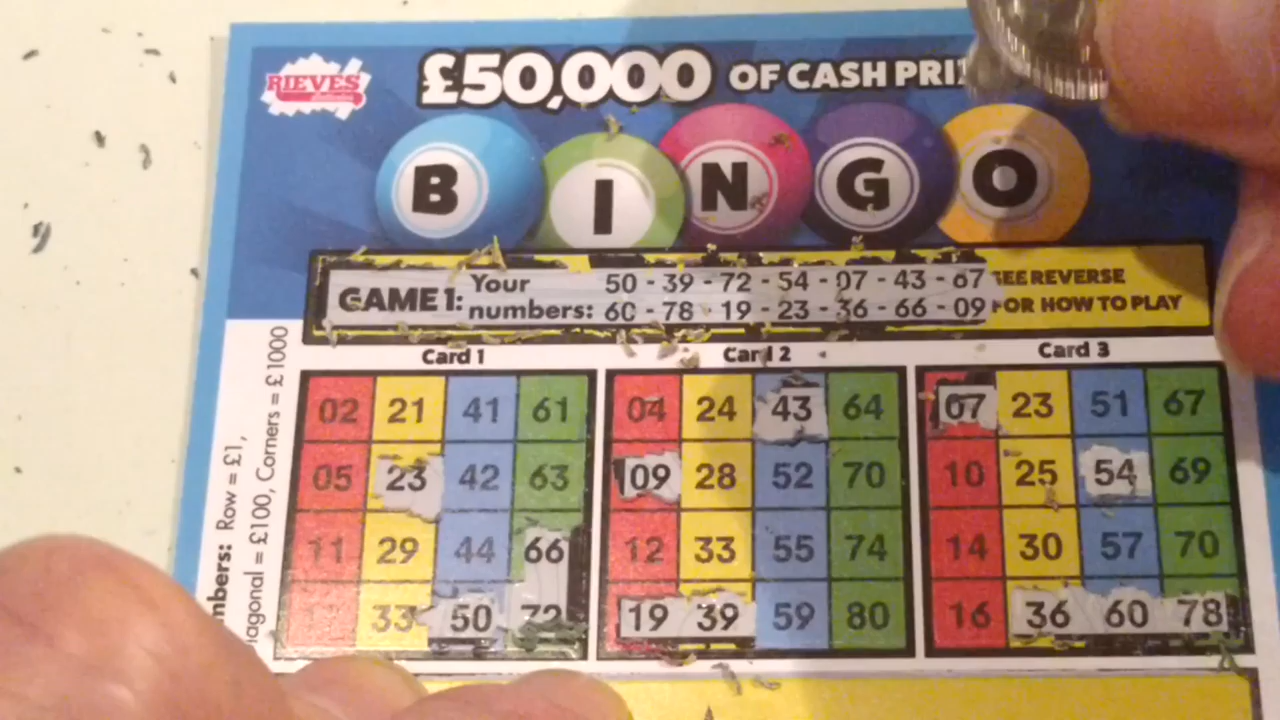 RIEVES
£50,000 OF CASH PRI
B I N G O
GAME 1: Your numbers:
50 - 39 - 72 - 54 - 07 - 43 - 67
60 - 78 - 19 - 23 - 36 - 66 - 09
SEE REVERSE
FOR HOW TO PLAY
mbers: Row = £1,
iagonal = £100, Corners = £1000
Card 1
02 21 41 61
05 23 42 63
11 29 44 66
33 50 72
Card 2
04 24 43 64
09 28 52 70
12 33 55 74
19 39 59 80
Card 3
07 23 51 67
10 25 54 69
14 30 57 70
16 36 60 78